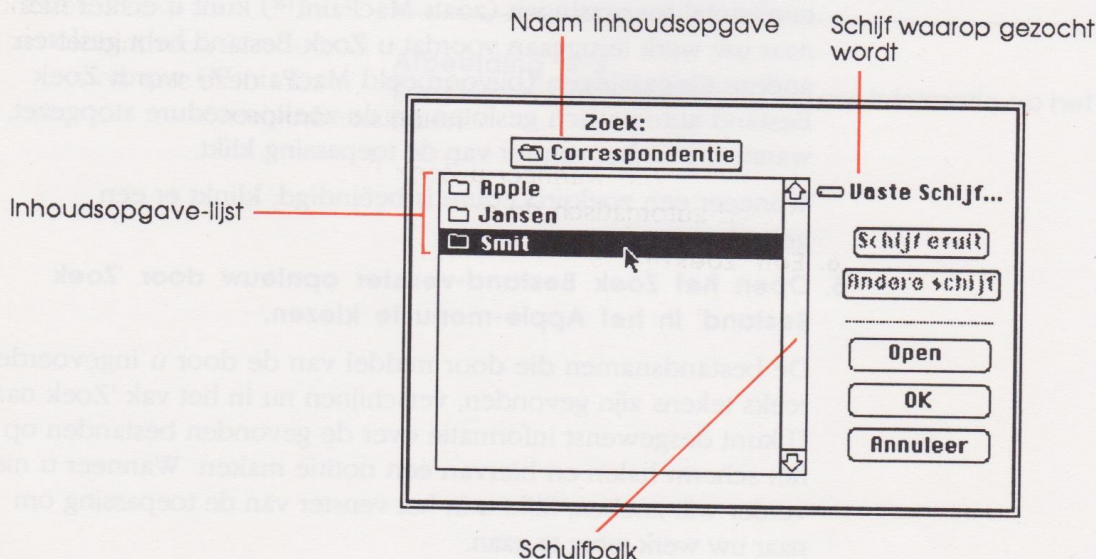 Naam inhoudsopgave
Schijf waarop gezocht
wordt
Zoek:
Correspondentie
Inhoudsopgave-lijst
Apple
Jansen
Smit
Vaste Schijf...
Schijf eruit
Andere schijf
Open
OK
Annuleer
Schuifbalk